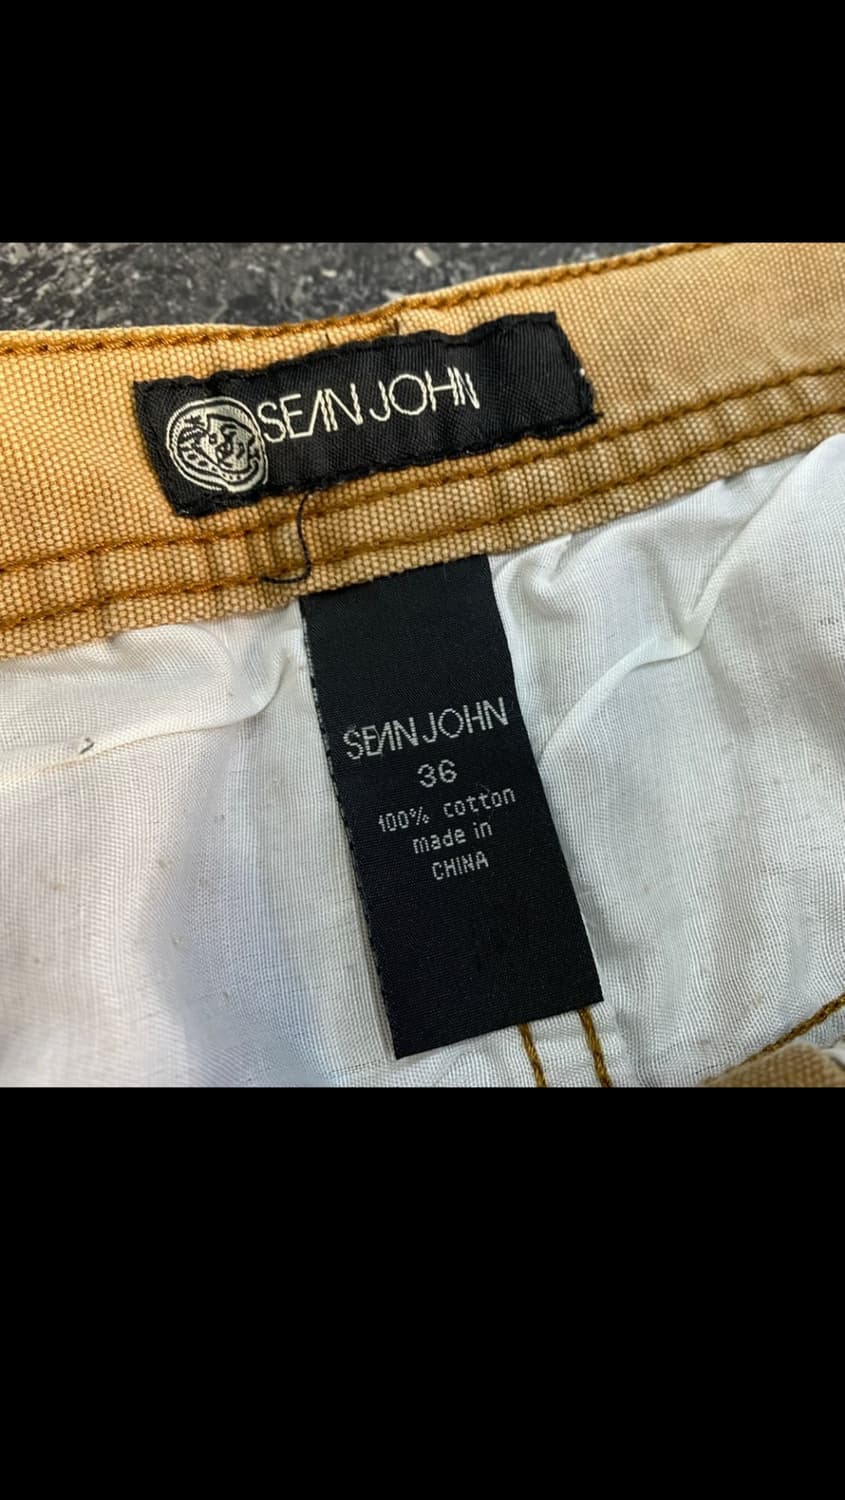 SEAN JOHN
SEAN JOHN
36
100% cotton
made in
CHINA